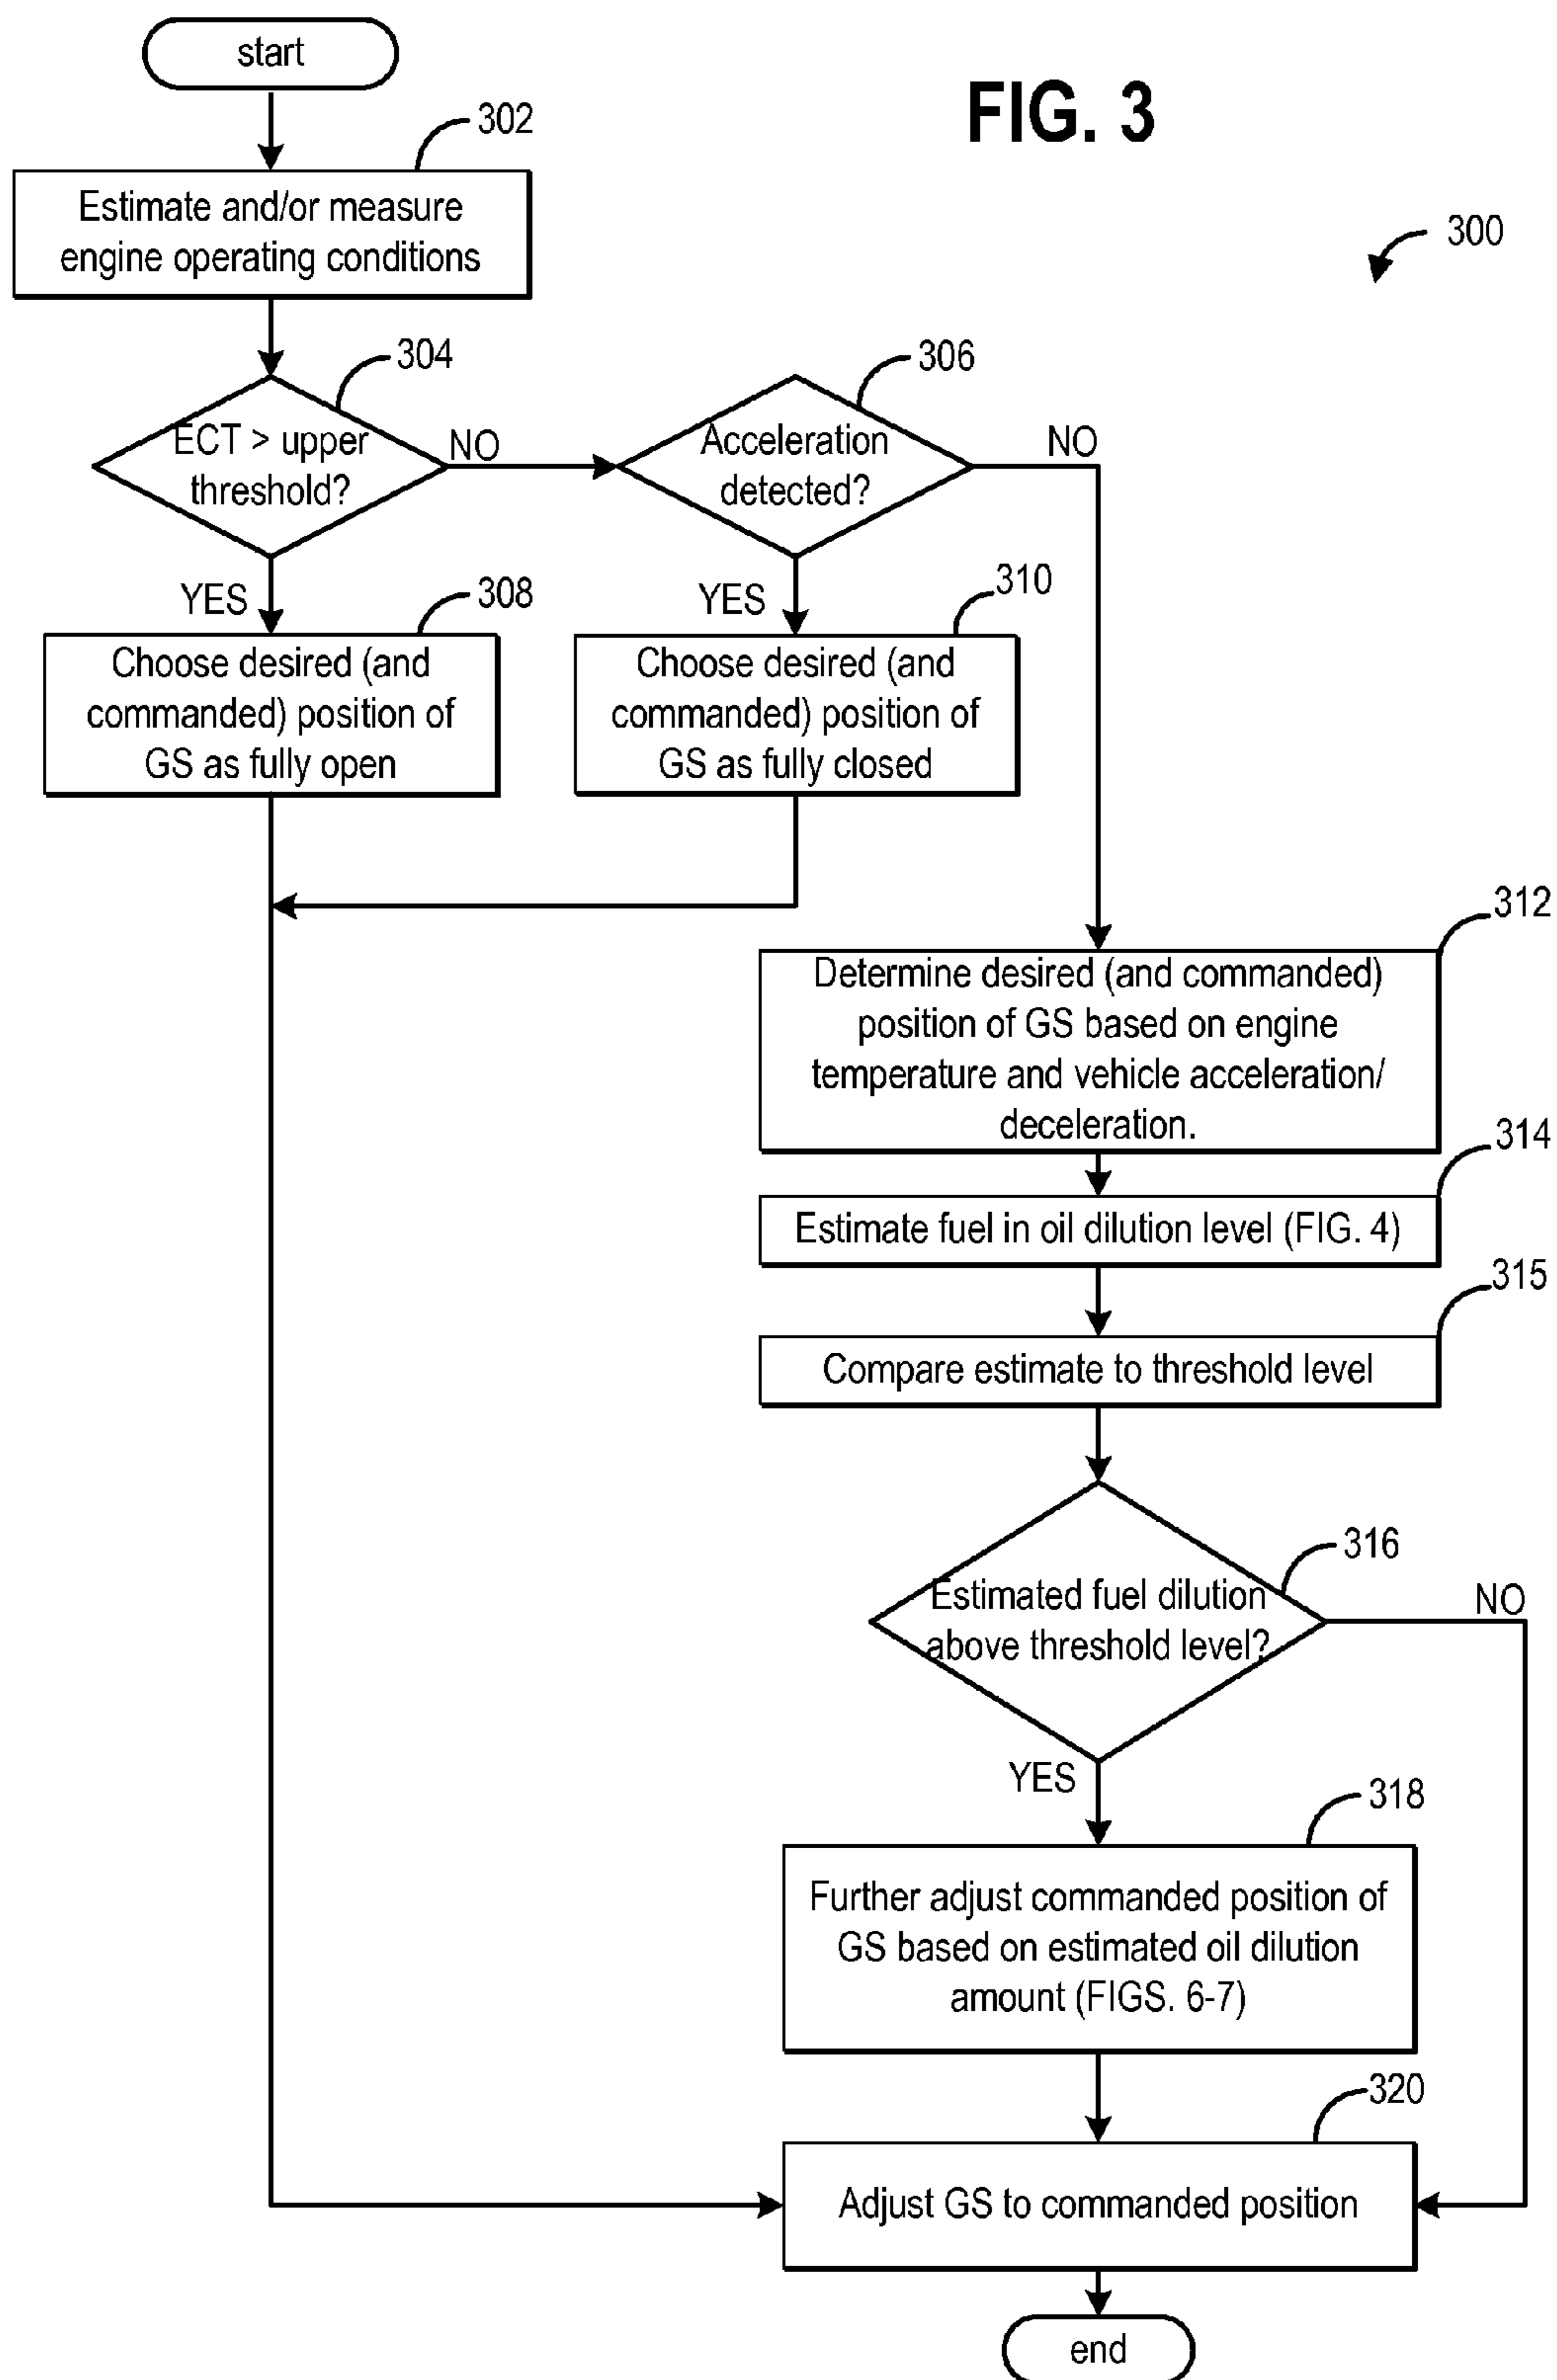 start
FIG. 3
302
Estimate and/or measure
engine operating conditions
300
304
306
ECT > upper
threshold?
NO
Acceleration
detected?
NO
YES
308
YES
310
Choose desired (and
commanded) position of
GS as fully open
Choose desired (and
commanded) position of
GS as fully closed
312
Determine desired (and commanded)
position of GS based on engine
temperature and vehicle acceleration/
deceleration.
314
Estimate fuel in oil dilution level (FIG. 4)
315
Compare estimate to threshold level
316
Estimated fuel dilution
above threshold level?
NO
YES
318
Further adjust commanded position of
GS based on estimated oil dilution
amount (FIGS. 6-7)
320
Adjust GS to commanded position
end